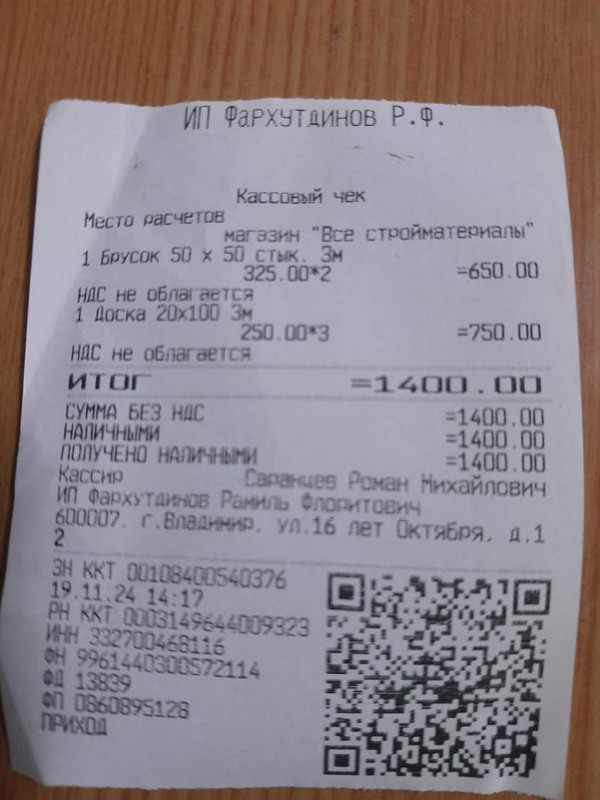 ИП Фархутдинов Р.Ф.
Кассовый чек
Место расчетов
магазин "Все стройматериалы"
1 Брусок 50 x 50 стык. 3м
325.00*2 =650.00
НДС не облагается
1 Доска 20x100 3м
250.00*3 =750.00
НДС не облагается
ИТОГ =1400.00
СУММА БЕЗ НДС =1400.00
НАЛИЧНЫМИ =1400.00
ПОЛУЧЕНО НАЛИЧНЫМИ =1400.00
Кассир Саранцев Роман Михайлович
ИП Фархутдинов Рамиль Флоритович
600007. г.Владимир. ул.16 лет Октября, д.1
2
ЗН ККТ 00108400540376
19.11.24 14:17
РН ККТ 0003149644009323
ИНН 332700468116
ФН 9961440300572114
ФД 13839
ФП 0860895128
ПРИХОД